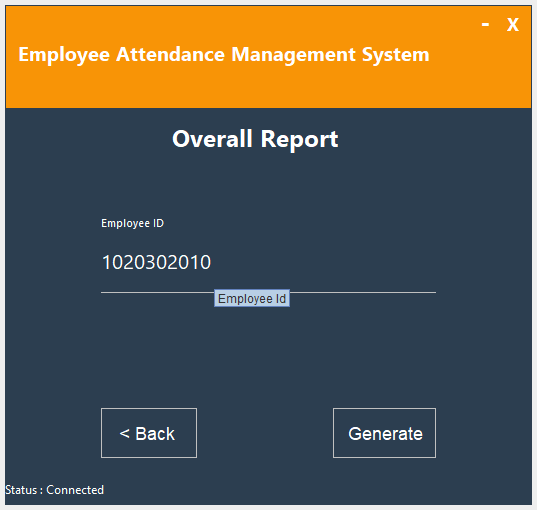 - X
Employee Attendance Management System
Overall Report
Employee ID
1020302010
Employee Id
< Back Generate
Status : Connected